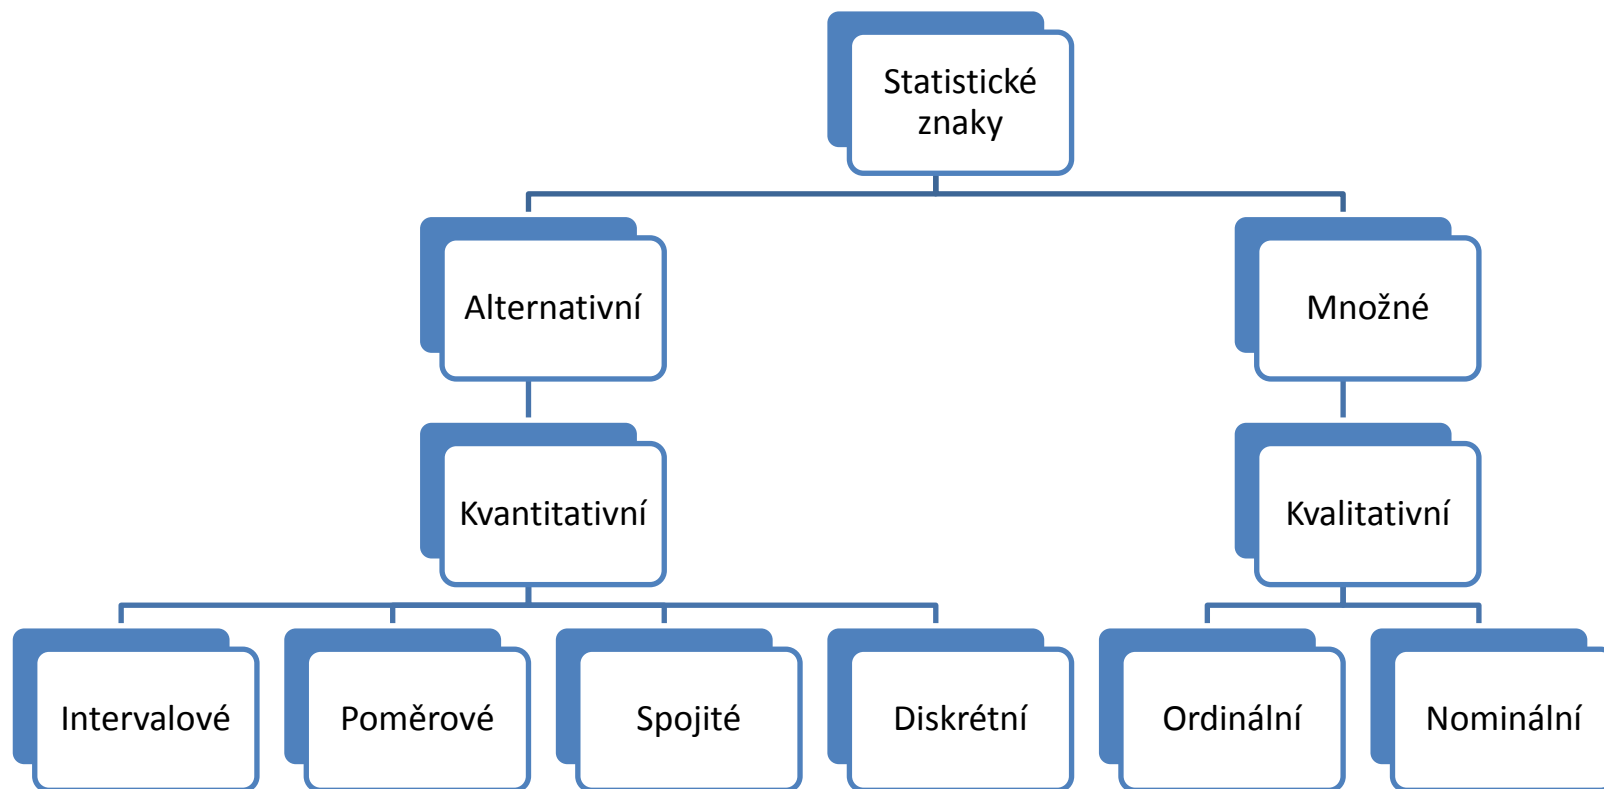 Statistické
znaky
Alternativní
Množné
Kvantitativní
Kvalitativní
Intervalové
Poměrové
Spojité
Diskrétní
Ordinální
Nominální